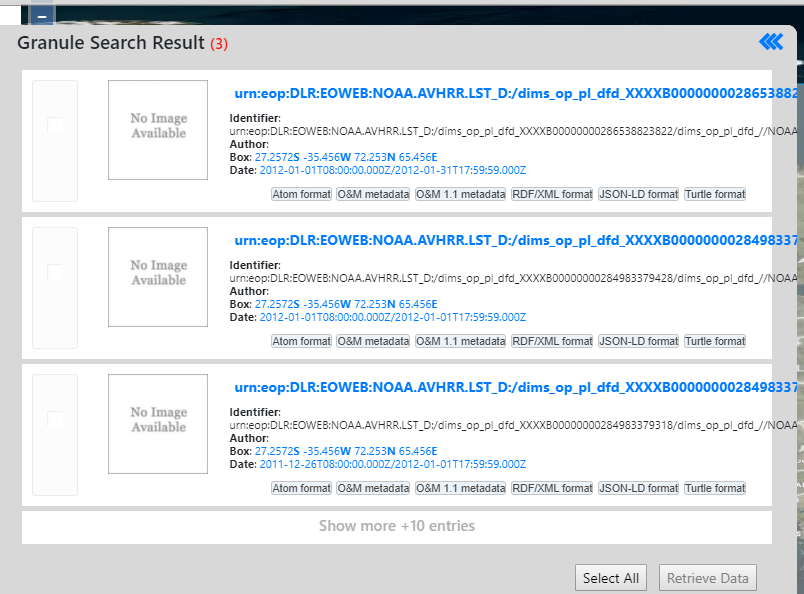 Granule Search Result (3)
urn:eop:DLR:EOWEB:NOAA.AVHRR.LST_D:/dims_op_pl_dfd_XXXXB00000000286538823822
No Image
Available
Identifier:
urn:eop:DLR:EOWEB:NOAA.AVHRR.LST_D:/dims_op_pl_dfd_XXXXB00000000286538823822/dims_op_pl_dfd_//NOAA
Author:
Box: 27.2572S -35.456W 72.253N 65.456E
Date: 2012-01-01T08:00:00.000Z/2012-01-31T17:59:59.000Z
Atom format O&M metadata O&M 1.1 metadata RDF/XML format JSON-LD format Turtle format
urn:eop:DLR:EOWEB:NOAA.AVHRR.LST_D:/dims_op_pl_dfd_XXXXB0000000028498337
No Image
Available
Identifier:
urn:eop:DLR:EOWEB:NOAA.AVHRR.LST_D:/dims_op_pl_dfd_XXXXB00000000284983379428/dims_op_pl_dfd_//NOAA
Author:
Box: 27.2572S -35.456W 72.253N 65.456E
Date: 2012-01-01T08:00:00.000Z/2012-01-01T17:59:59.000Z
Atom format O&M metadata O&M 1.1 metadata RDF/XML format JSON-LD format Turtle format
urn:eop:DLR:EOWEB:NOAA.AVHRR.LST_D:/dims_op_pl_dfd_XXXXB0000000028498337
No Image
Available
Identifier:
urn:eop:DLR:EOWEB:NOAA.AVHRR.LST_D:/dims_op_pl_dfd_XXXXB00000000284983379318/dims_op_pl_dfd_//NOAA
Author:
Box: 27.2572S -35.456W 72.253N 65.456E
Date: 2011-12-26T08:00:00.000Z/2012-01-01T17:59:59.000Z
Atom format O&M metadata O&M 1.1 metadata RDF/XML format JSON-LD format Turtle format
Show more +10 entries
Select All Retrieve Data